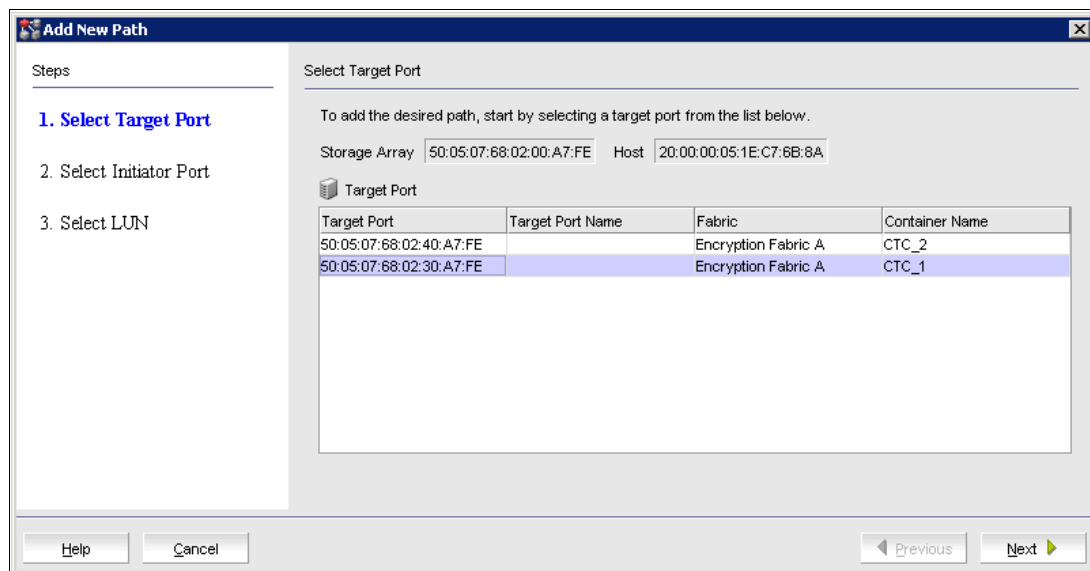 Add New Path
Steps
1. Select Target Port
2. Select Initiator Port
3. Select LUN
Select Target Port
To add the desired path, start by selecting a target port from the list below.
Storage Array 50:05:07:68:02:00:A7:FE Host 20:00:00:05:1E:C7:6B:8A
Target Port
Target Port Target Port Name Fabric Container Name
50:05:07:68:02:40:A7:FE Encryption Fabric A CTC_2
50:05:07:68:02:30:A7:FE Encryption Fabric A CTC_1
Help Cancel Previous Next